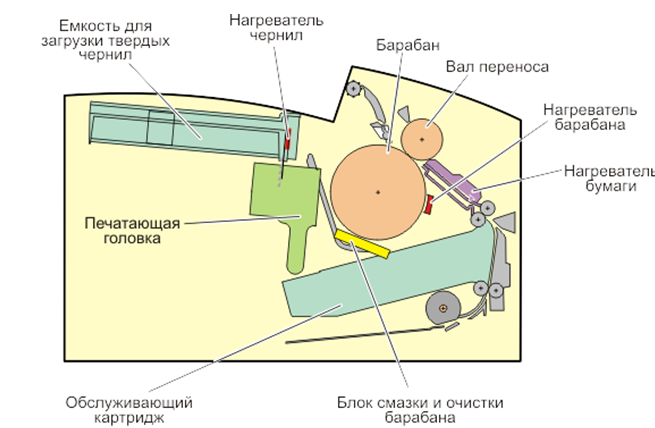 Емкость для
загрузки твердых
чернил
Нагреватель
чернил
Барабан
Вал переноса
Нагреватель
барабана
Нагреватель
бумаги
Печатающая
головка
Обслуживающий
картридж
Блок смазки и очистки
барабана